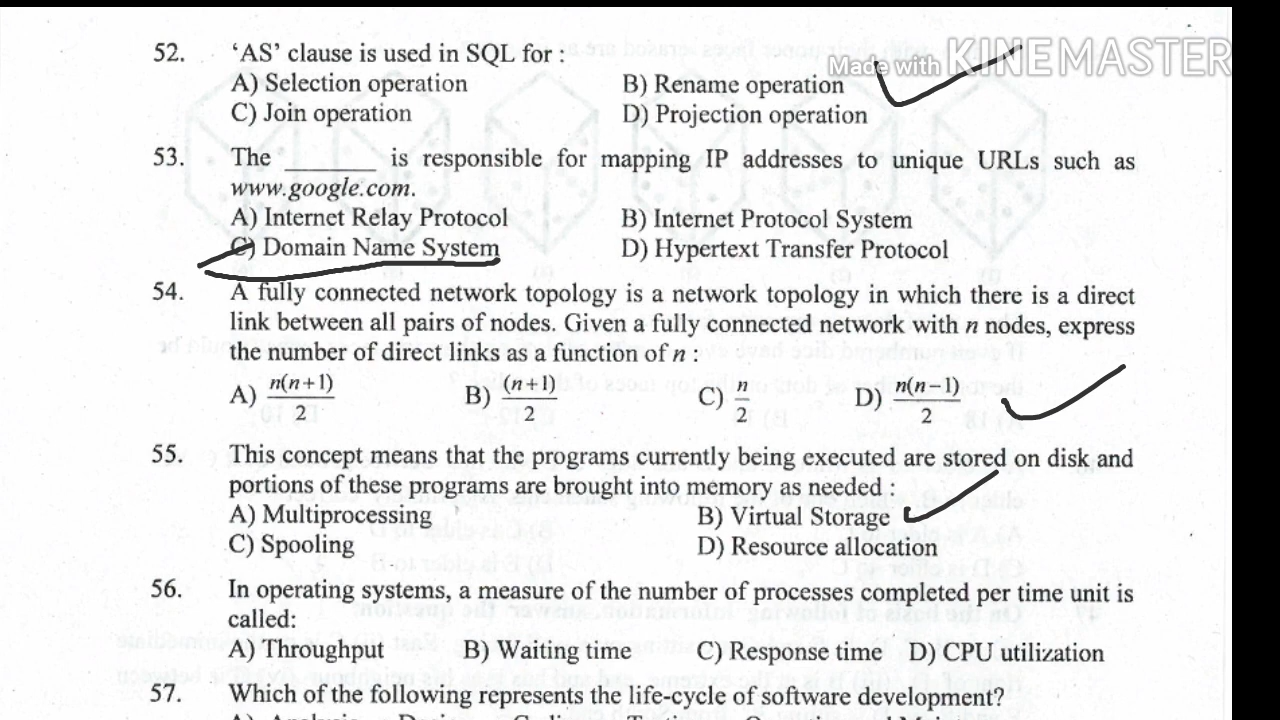 Made with KINEMASTER
52. ‘AS’ clause is used in SQL for :
A) Selection operation B) Rename operation
C) Join operation D) Projection operation
53. The ________ is responsible for mapping IP addresses to unique URLs such as
www.google.com.
A) Internet Relay Protocol B) Internet Protocol System
C) Domain Name System D) Hypertext Transfer Protocol
54. A fully connected network topology is a network topology in which there is a direct
link between all pairs of nodes. Given a fully connected network with n nodes, express
the number of direct links as a function of n :
A) n(n+1)/2 B) (n+1)/2 C) n/2 D) n(n−1)/2
55. This concept means that the programs currently being executed are stored on disk and
portions of these programs are brought into memory as needed :
A) Multiprocessing B) Virtual Storage
C) Spooling D) Resource allocation
56. In operating systems, a measure of the number of processes completed per time unit is
called:
A) Throughput B) Waiting time C) Response time D) CPU utilization
57. Which of the following represents the life-cycle of software development?